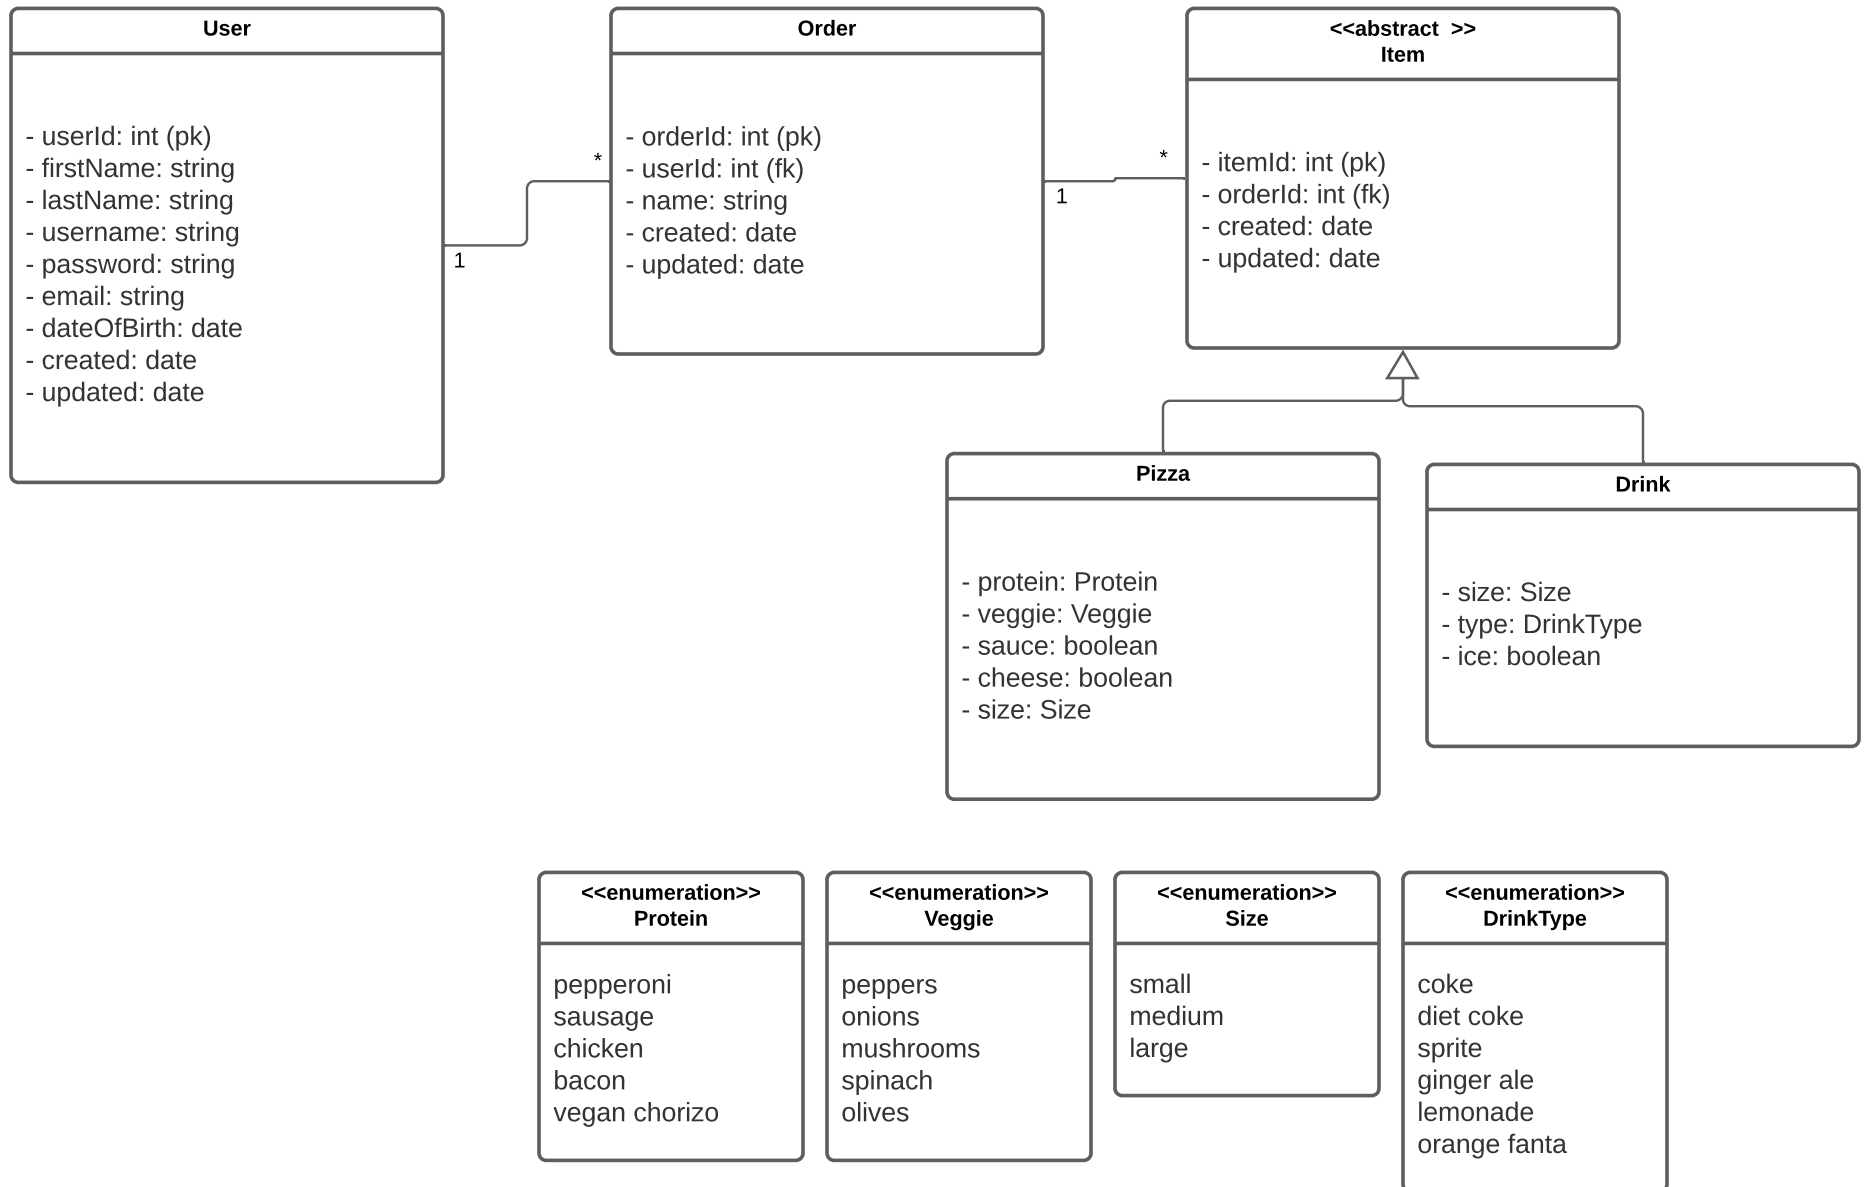 User
- userId: int (pk)
- firstName: string
- lastName: string
- username: string
- password: string
- email: string
- dateOfBirth: date
- created: date
- updated: date
1
*
Order
- orderId: int (pk)
- userId: int (fk)
- name: string
- created: date
- updated: date
1
*
<<abstract  >>
Item
- itemId: int (pk)
- orderId: int (fk)
- created: date
- updated: date
Pizza
- protein: Protein
- veggie: Veggie
- sauce: boolean
- cheese: boolean
- size: Size
Drink
- size: Size
- type: DrinkType
- ice: boolean
<<enumeration>>
Protein
pepperoni
sausage
chicken
bacon
vegan chorizo
<<enumeration>>
Veggie
peppers
onions
mushrooms
spinach
olives
<<enumeration>>
Size
small
medium
large
<<enumeration>>
DrinkType
coke
diet coke
sprite
ginger ale
lemonade
orange fanta